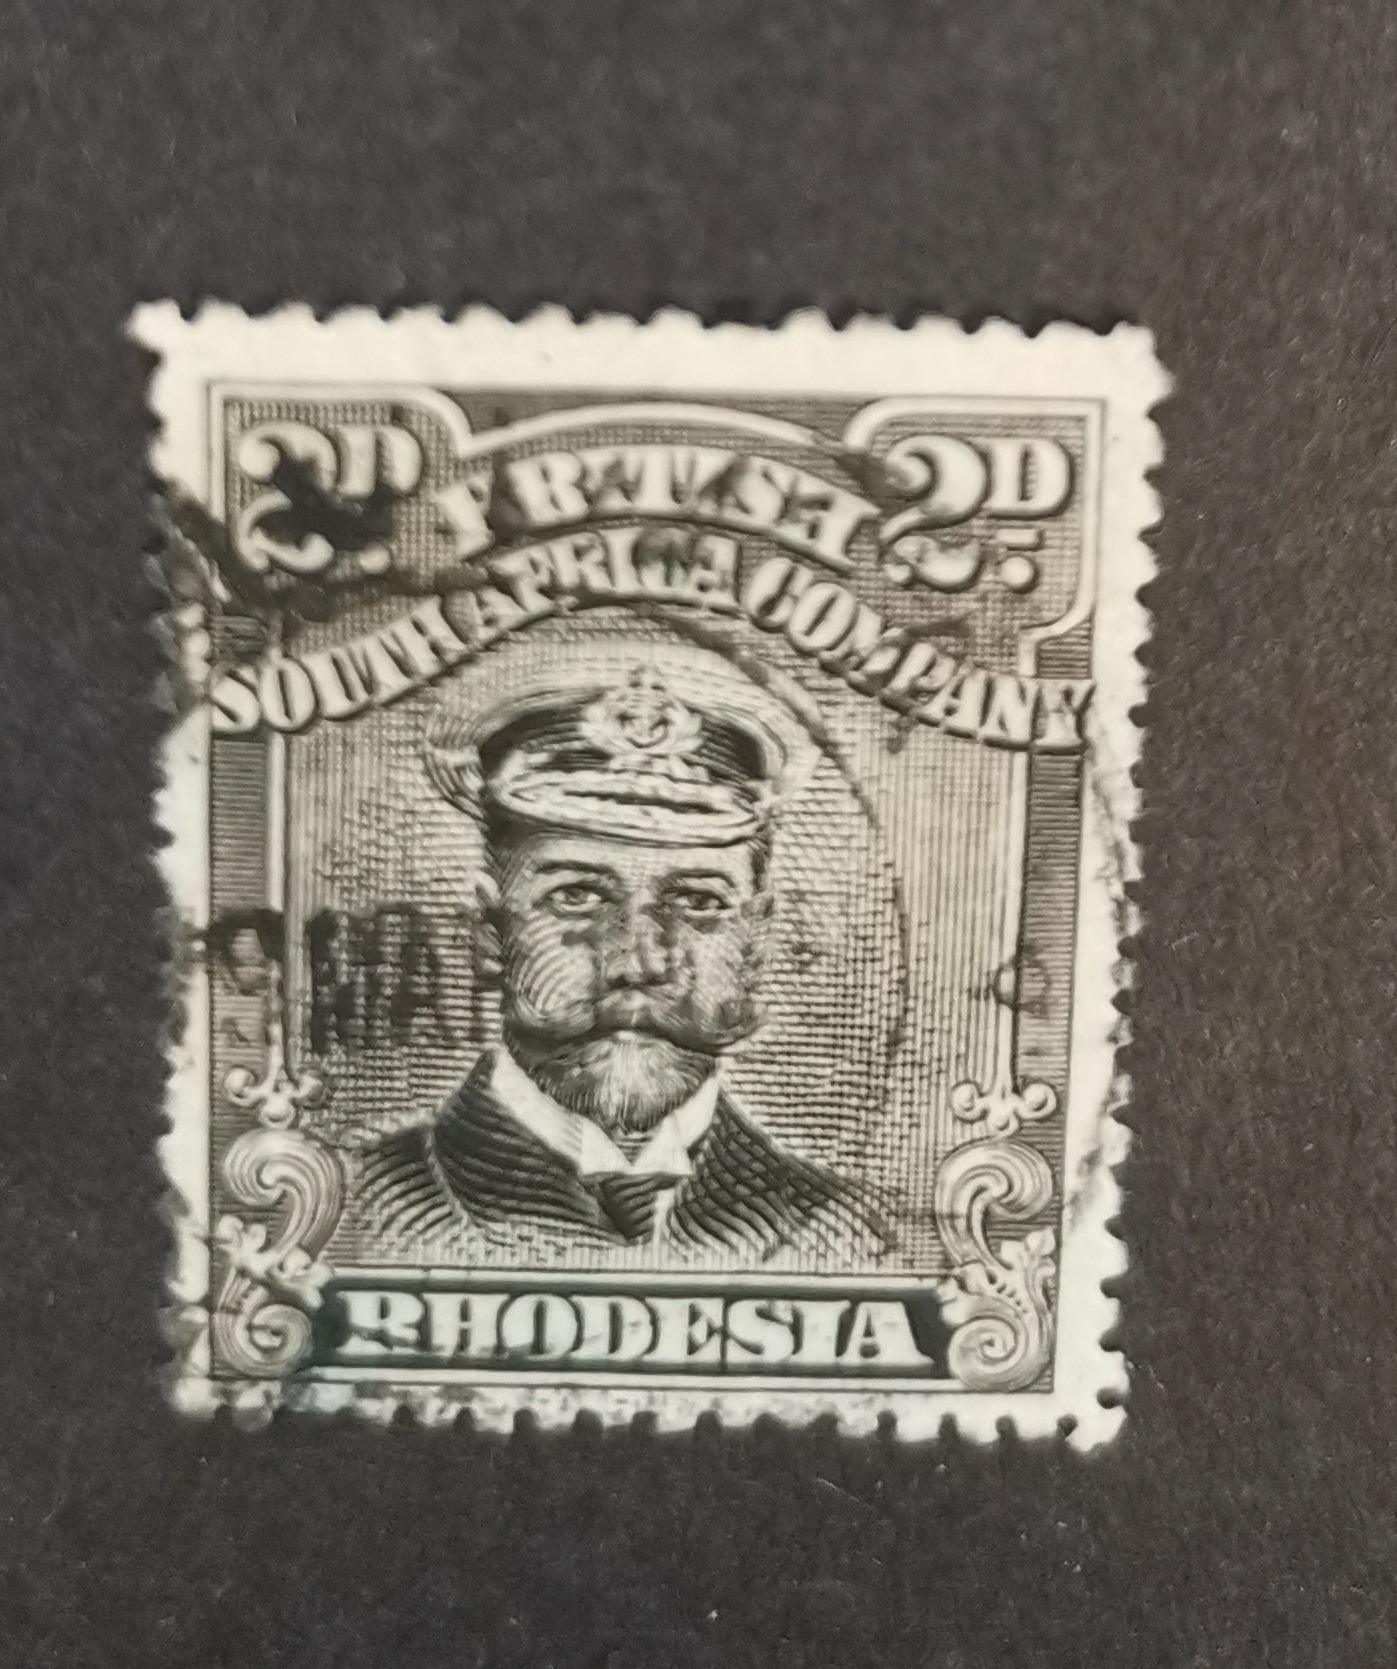 2D. 2D.
SOUTH AFRICA COMPANY
RHODESIA